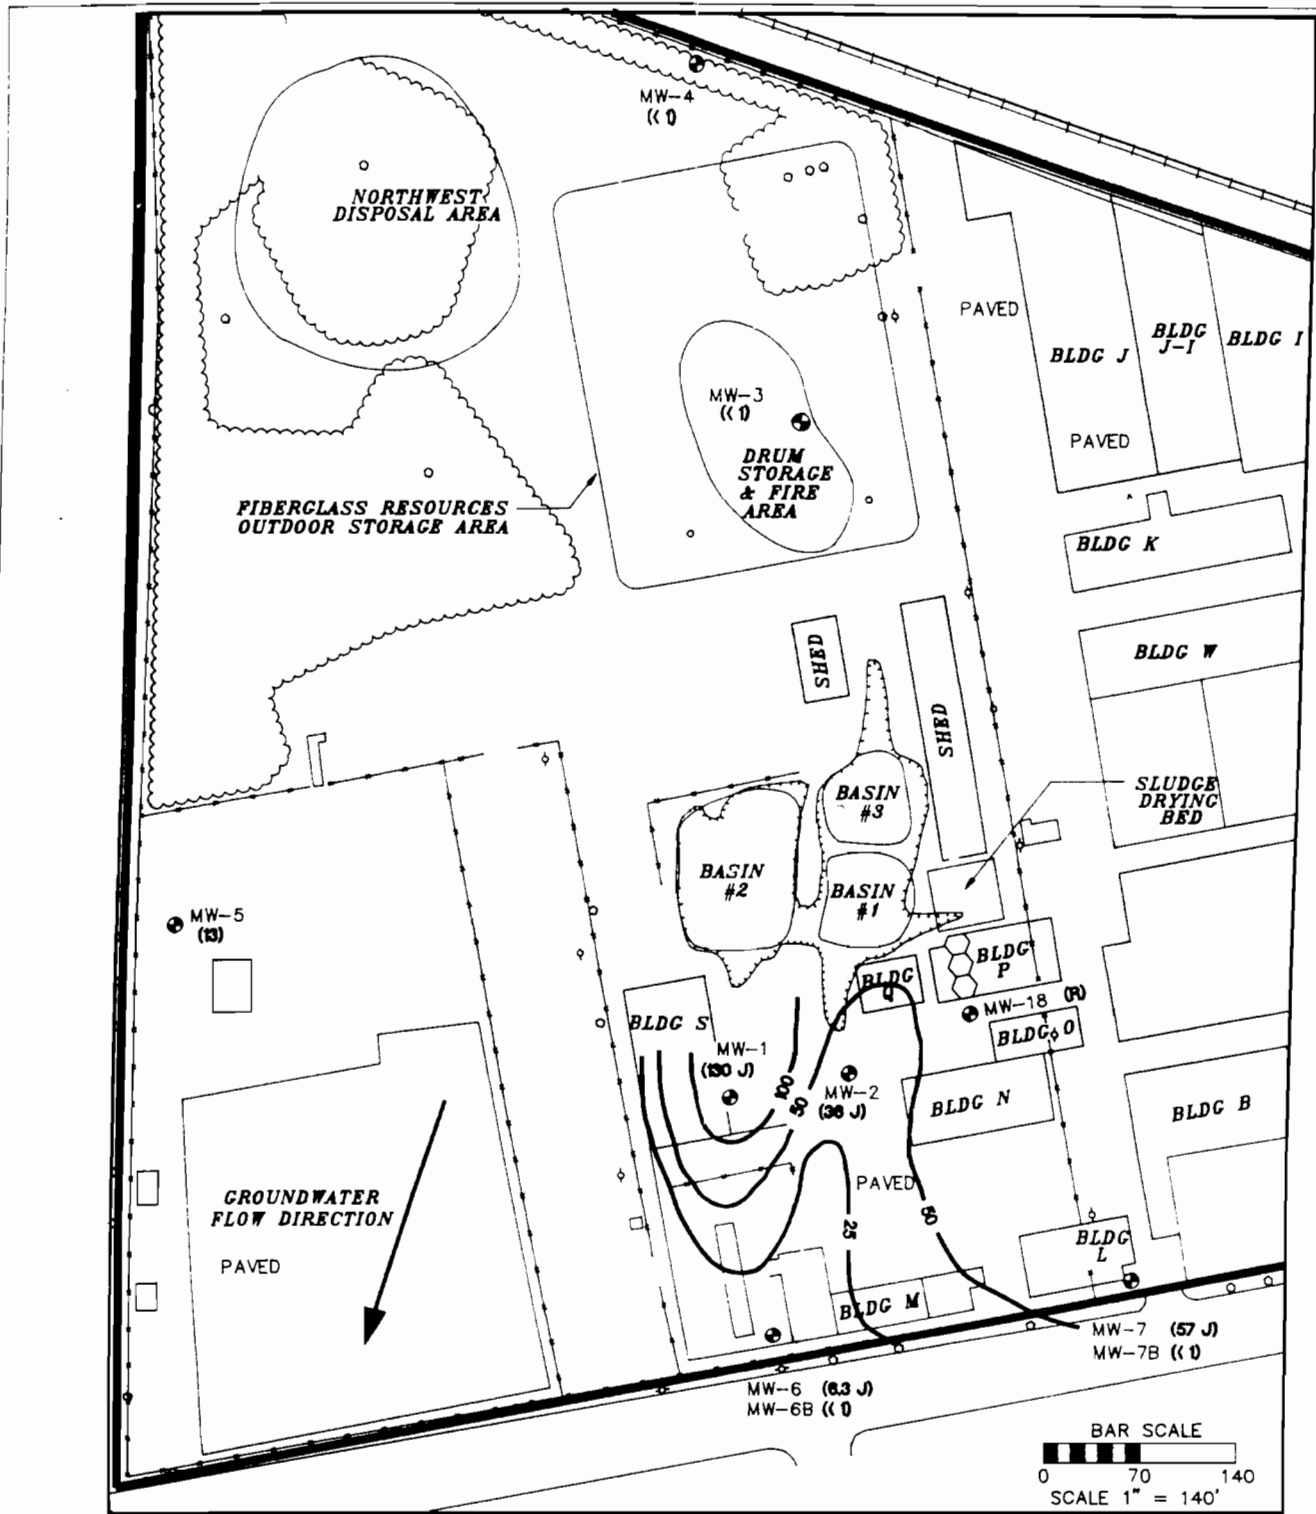 MW-4
(<1)
NORTHWEST
DISPOSAL AREA
PAVED
BLDG J
BLDG
J-I
BLDG I
MW-3
(<1)
PAVED
DRUM
STORAGE
& FIRE
AREA
FIBERGLASS RESOURCES
OUTDOOR STORAGE AREA
BLDG K
SHED
BLDG W
SHED
BASIN
#3
SLUDGE
DRYING
BED
BASIN
#2
BASIN
#1
MW-5
(13)
BLDG
P
BLDG
Q
MW-18 (R)
BLDG S
BLDG O
MW-1
(130 J)
100
50
MW-2
(36 J)
BLDG N
BLDG B
PAVED
GROUNDWATER
FLOW DIRECTION
25
50
BLDG
L
PAVED
BLDG M
MW-7 (57 J)
MW-7B (<1)
MW-6 (6.3 J)
MW-6B (<1)
BAR SCALE
0 70 140
SCALE 1" = 140'